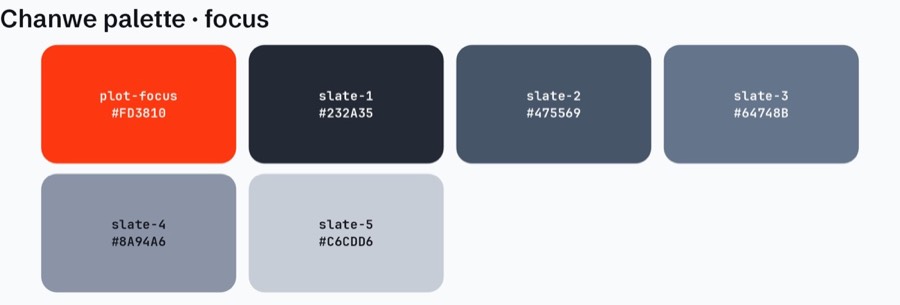 Chanwe palette · focus
plot-focus
#FD3810
slate-1
#232A35
slate-2
#475569
slate-3
#64748B
slate-4
#8A94A6
slate-5
#C6CDD6